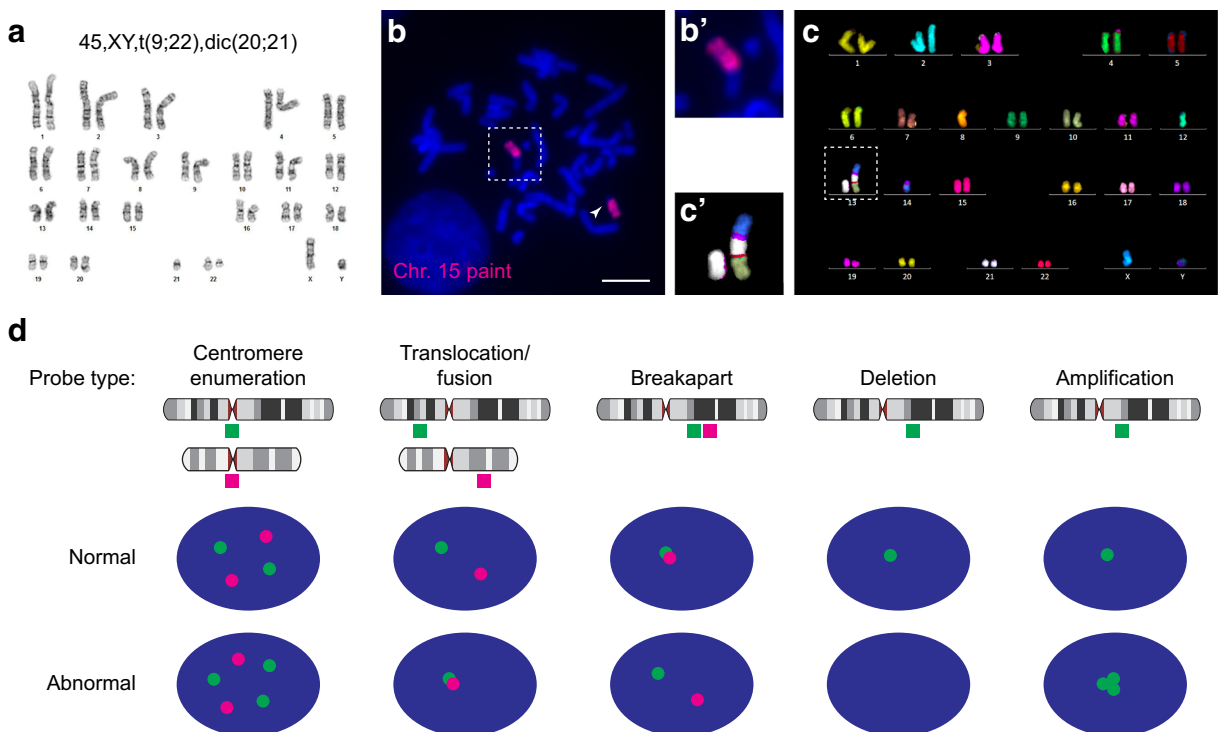 a
45,XY,t(9;22),dic(20;21)
1 2 3 4 5
6 7 8 9 10 11 12
13 14 15 16 17 18
19 20 21 22 X Y
b
Chr. 15 paint
b'
c'
c
1 2 3 4 5
6 7 8 9 10 11 12
13 14 15 16 17 18
19 20 21 22 X Y
d
Probe type:
Centromere
enumeration
Translocation/
fusion
Breakapart
Deletion
Amplification
Normal
Abnormal